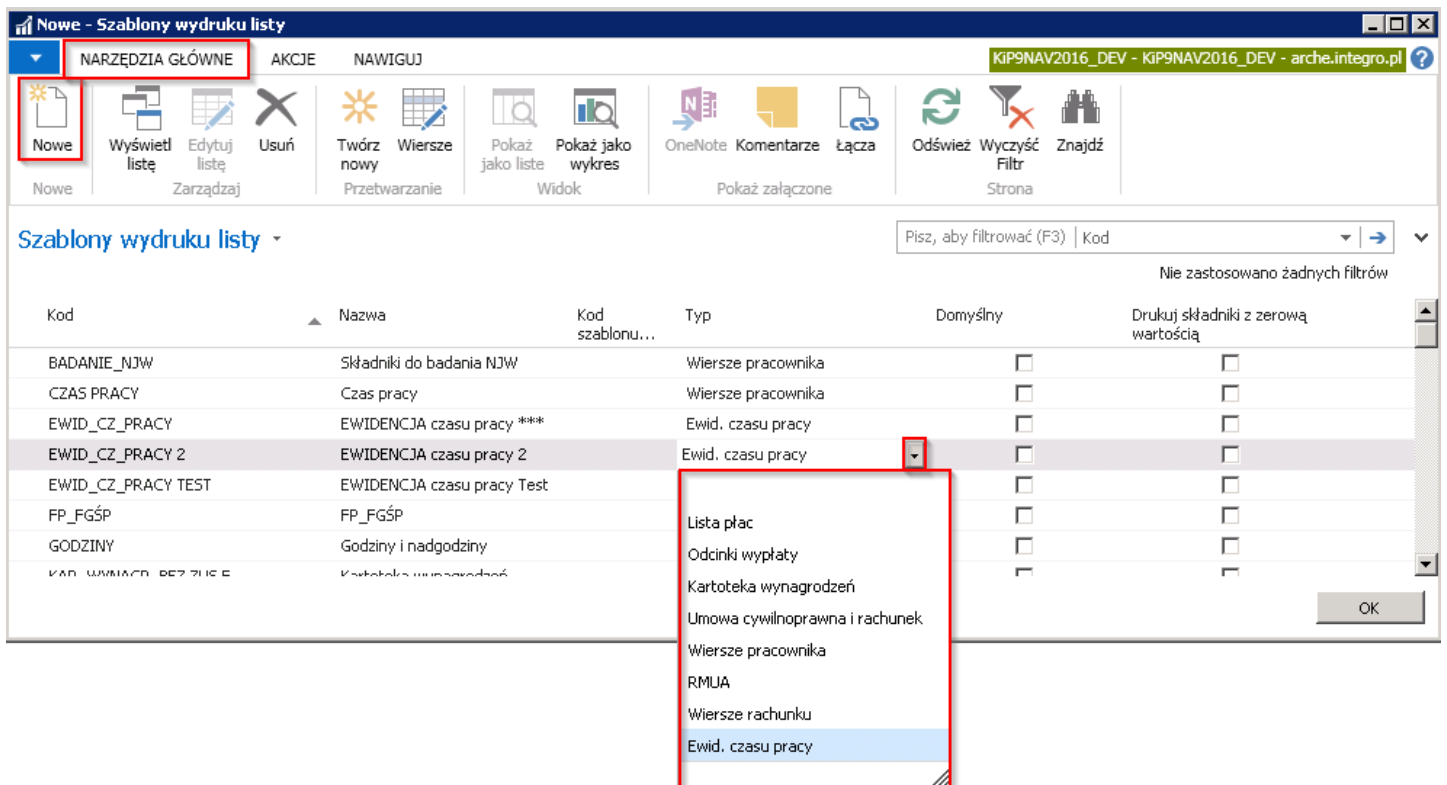 Nowe - Szablony wydruku listy
NARZĘDZIA GŁÓWNE AKCJE NAWIGUJ KiP9NAV2016_DEV - KiP9NAV2016_DEV - arche.integro.pl ?
Nowe Wyświetl listę Edytuj listę Usuń Twórz nowy Wiersze Pokaż jako liste Pokaż jako wykres OneNote Komentarze Łącza Odśwież Wyczyść Filtr Znajdź
Nowe Zarządzaj Przetwarzanie Widok Pokaż załączone Strona
Szablony wydruku listy Pisz, aby filtrować (F3) Kod
Nie zastosowano żadnych filtrów
Kod Nazwa Kod szablonu... Typ Domyślny Drukuj składniki z zerową wartością
BADANIE_NJW Składniki do badania NJW Wiersze pracownika
CZAS PRACY Czas pracy Wiersze pracownika
EWID_CZ_PRACY EWIDENCJA czasu pracy *** Ewid. czasu pracy
EWID_CZ_PRACY 2 EWIDENCJA czasu pracy 2 Ewid. czasu pracy
EWID_CZ_PRACY TEST EWIDENCJA czasu pracy Test
FP_FGŚP FP_FGŚP
GODZINY Godziny i nadgodziny
Lista płac
Odcinki wypłaty
Kartoteka wynagrodzeń
Umowa cywilnoprawna i rachunek
Wiersze pracownika
RMUA
Wiersze rachunku
Ewid. czasu pracy
OK